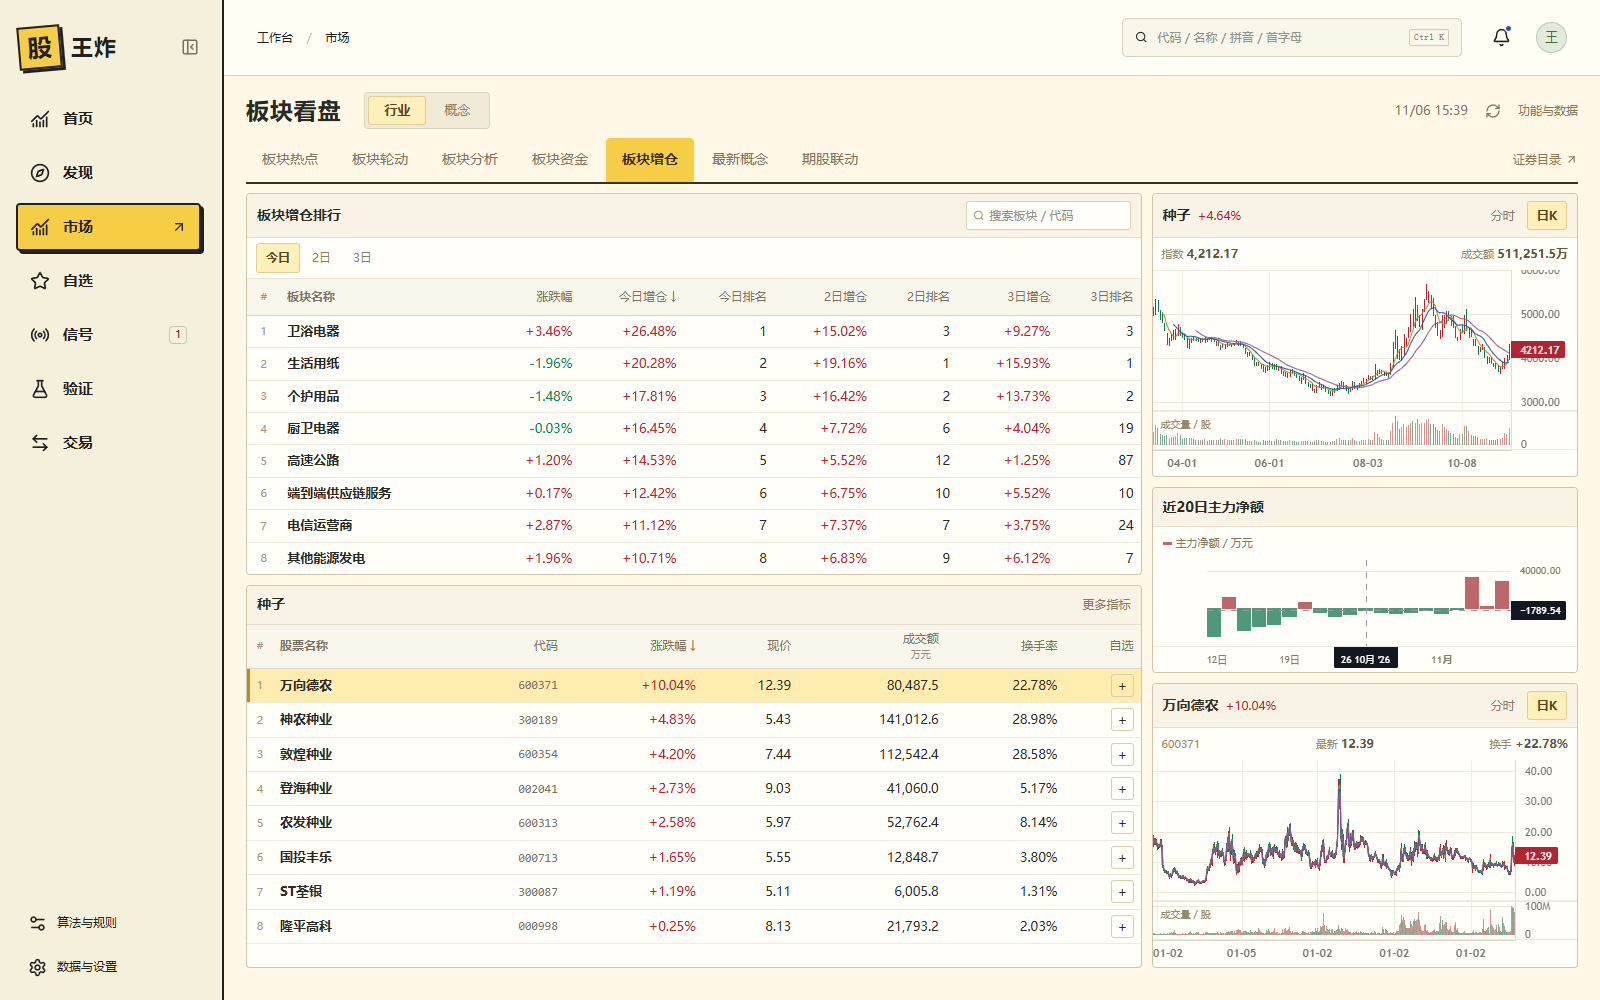 股 王炸
首页
发现
市场
自选
信号 1
验证
交易
算法与规则
数据与设置
工作台 / 市场
代码 / 名称 / 拼音 / 首字母 Ctrl K
王
板块看盘 行业 概念
11/06 15:39 功能与数据
板块热点 板块轮动 板块分析 板块资金 板块增仓 最新概念 期股联动
证券目录
板块增仓排行
搜索板块 / 代码
今日 2日 3日
# 板块名称 涨跌幅 今日增仓↓ 今日排名 2日增仓 2日排名 3日增仓 3日排名
1 卫浴电器 +3.46% +26.48% 1 +15.02% 3 +9.27% 3
2 生活用纸 -1.96% +20.28% 2 +19.16% 1 +15.93% 1
3 个护用品 -1.48% +17.81% 3 +16.42% 2 +13.73% 2
4 厨卫电器 -0.03% +16.45% 4 +7.72% 6 +4.04% 19
5 高速公路 +1.20% +14.53% 5 +5.52% 12 +1.25% 87
6 端到端供应链服务 +0.17% +12.42% 6 +6.75% 10 +5.52% 10
7 电信运营商 +2.87% +11.12% 7 +7.37% 7 +3.75% 24
8 其他能源发电 +1.96% +10.71% 8 +6.83% 9 +6.12% 7
种子 更多指标
# 股票名称 代码 涨跌幅↓ 现价 成交额 换手率 自选
万元
1 万向德农 600371 +10.04% 12.39 80,487.5 22.78% +
2 神农种业 300189 +4.83% 5.43 141,012.6 28.98% +
3 敦煌种业 600354 +4.20% 7.44 112,542.4 28.58% +
4 登海种业 002041 +2.73% 9.03 41,060.0 5.17% +
5 农发种业 600313 +2.58% 5.97 52,762.4 8.14% +
6 国投丰乐 000713 +1.65% 5.55 12,848.7 3.80% +
7 ST荃银 300087 +1.19% 5.11 6,005.8 1.31% +
8 隆平高科 000998 +0.25% 8.13 21,793.2 2.03% +
种子 +4.64% 分时 日K
指数 4,212.17 成交额 511,251.5万
6000.00
5000.00
4212.17
4000.00
3000.00
成交量 / 股
0
04-01 06-01 08-03 10-08
近20日主力净额
主力净额 / 万元
40000.00
−1789.54
12日 19日 26 10月 '26 11月
万向德农 +10.04% 分时 日K
600371 最新 12.39 换手 +22.78%
40.00
30.00
20.00
12.39
0.00
成交量 / 股
100M
0
01-02 01-05 01-02 01-02 01-02